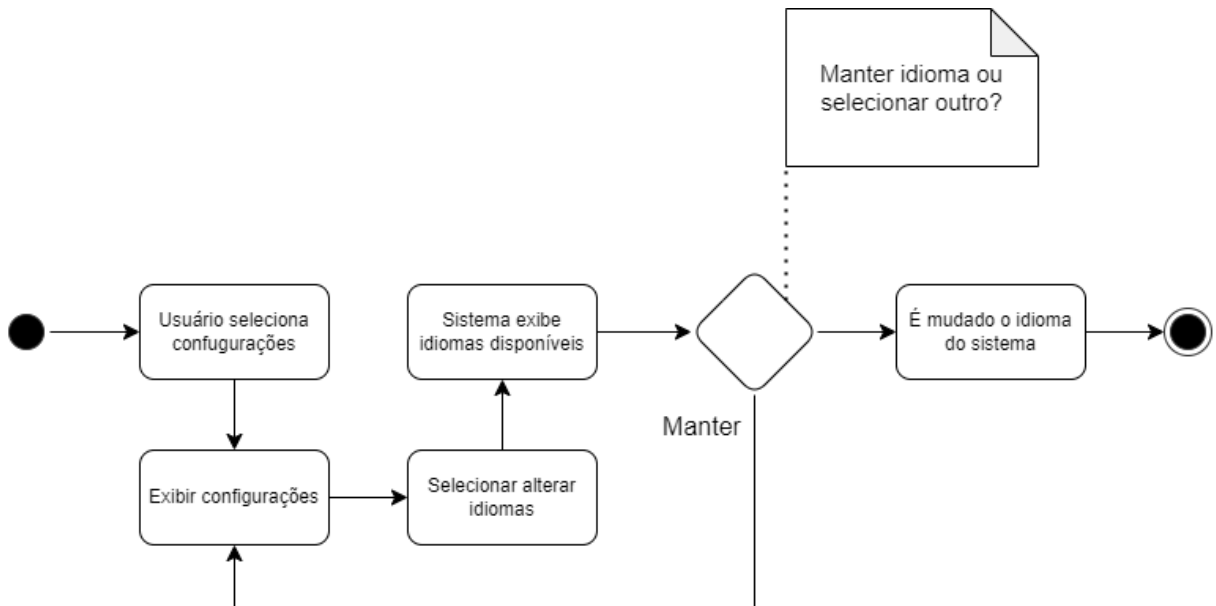 Manter idioma ou
selecionar outro?
Usuário seleciona
confugurações
Sistema exibe
idiomas disponíveis
É mudado o idioma
do sistema
Manter
Exibir configurações
Selecionar alterar
idiomas